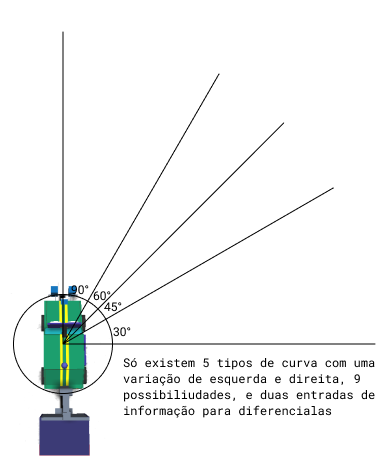 90°
60°
45°
30°
Só existem 5 tipos de curva com uma
variação de esguerda e direita, 9
possibiliudades, e duas entradas de
informação para diferencialas